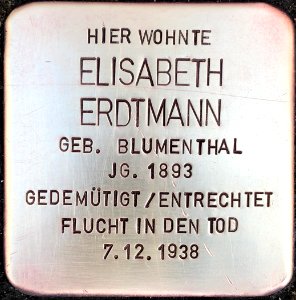 HIER WOHNTE
ELISABETH
ERDTMANN
GEB. BLUMENTHAL
JG. 1893
GEDEMÜTIGT/ENTRECHTET
FLUCHT IN DEN TOD
7.12.1938